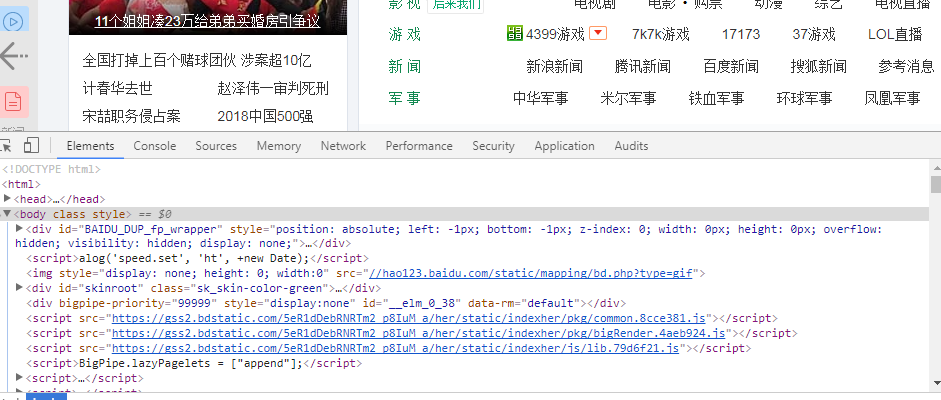 影 视 后来我们 电视剧 电影 • 购票 动漫 综艺 电视直播
11个姐姐凑23万给弟弟买婚房引争议
游 戏 4399游戏 7k7k游戏 17173 37游戏 LOL直播
全国打掉上百个赌球团伙 涉案超10亿
新 闻 新浪新闻 腾讯新闻 百度新闻 搜狐新闻 参考消息
计春华去世 赵泽伟一审判死刑
军 事 中华军事 米尔军事 铁血军事 环球军事 凤凰军事
宋喆职务侵占案 2018中国500强
Elements Console Sources Memory Network Performance Security Application Audits
<!DOCTYPE html>
<html>
<head>…</head>
<body class style> == $0
<div id="BAIDU_DUP_fp_wrapper" style="position: absolute; left: -1px; bottom: -1px; z-index: 0; width: 0px; height: 0px; overflow:
hidden; visibility: hidden; display: none;">…</div>
<script>alog('speed.set', 'ht', +new Date);</script>
<img style="display: none; height: 0; width:0" src="//hao123.baidu.com/static/mapping/bd.php?type=gif">
<div id="skinroot" class="sk_skin-color-green">…</div>
<div bigpipe-priority="99999" style="display:none" id="__elm_0_38" data-rm="default"></div>
<script src="https://gss2.bdstatic.com/5eR1dDebRNRTm2_p8IuM_a/her/static/indexher/pkg/common.8cce381.js"></script>
<script src="https://gss2.bdstatic.com/5eR1dDebRNRTm2_p8IuM_a/her/static/indexher/pkg/bigRender.4aeb924.js"></script>
<script src="https://gss2.bdstatic.com/5eR1dDebRNRTm2_p8IuM_a/her/static/indexher/js/lib.79d6f21.js"></script>
<script>BigPipe.lazyPagelets = ["append"];</script>
<script>…</script>